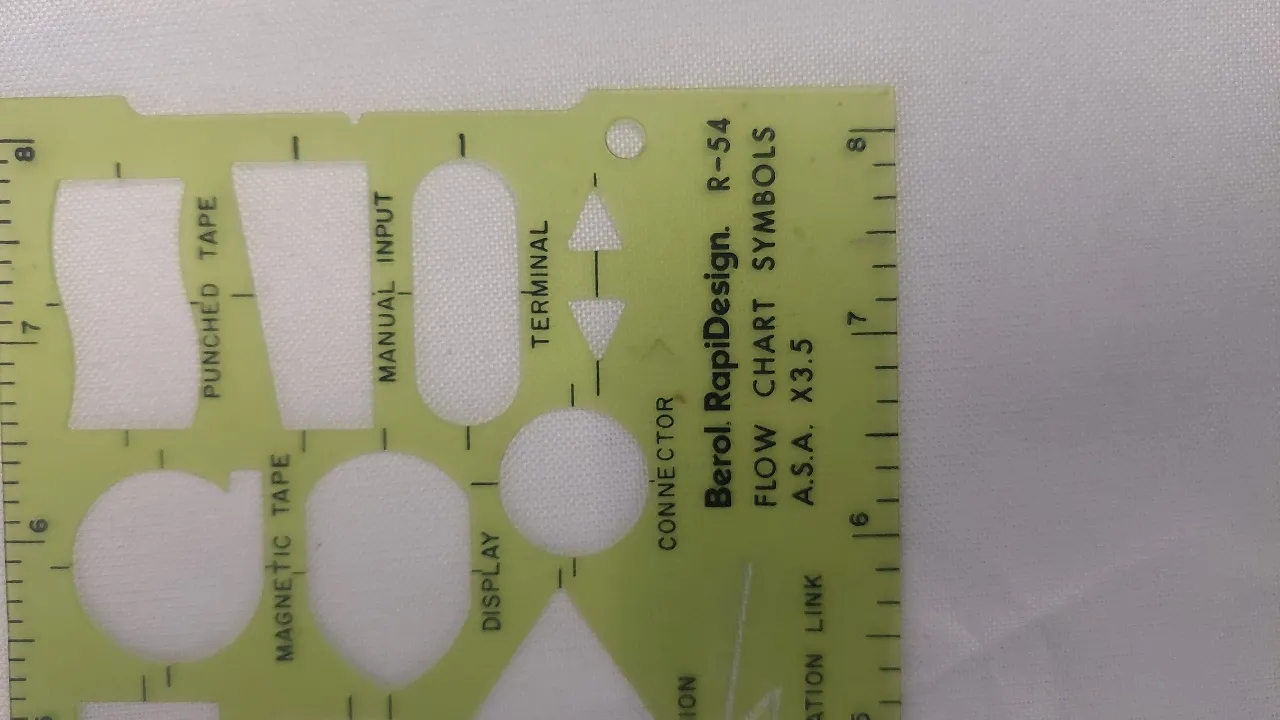 Berol. RapiDesign. R-54
FLOW CHART SYMBOLS
A.S.A. X3.5
PUNCHED TAPE
MANUAL INPUT
TERMINAL
CONNECTOR
MAGNETIC TAPE
DISPLAY
LINK
8
7
6
8
7
6